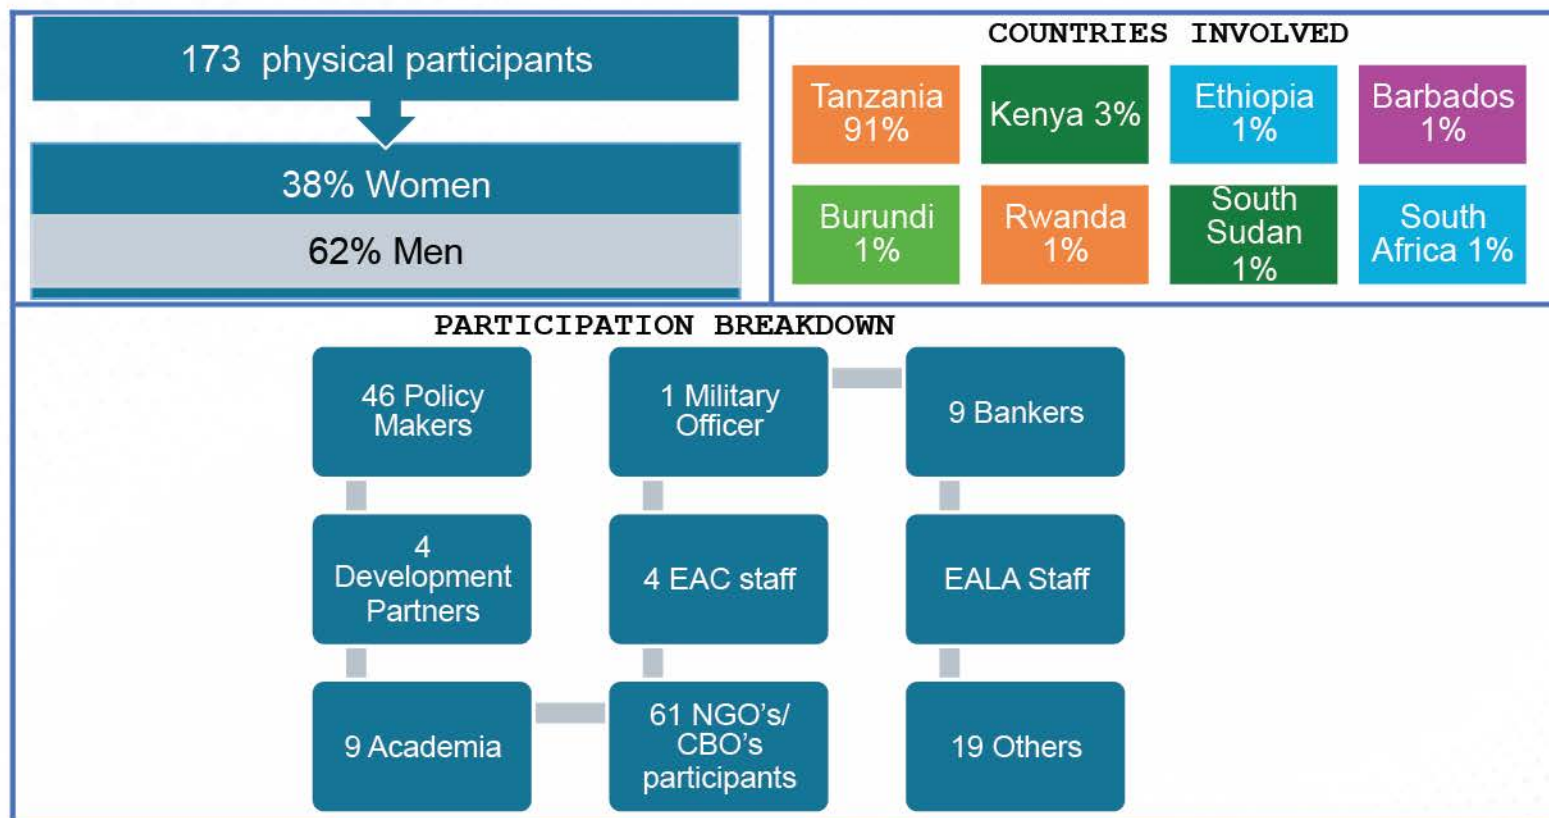 173 physical participants
38% Women
62% Men
COUNTRIES INVOLVED
Tanzania
91%
Kenya 3%
Ethiopia
1%
Barbados
1%
Burundi
1%
Rwanda
1%
South
Sudan
1%
South
Africa 1%
PARTICIPATION BREAKDOWN
46 Policy
Makers
4
Development
Partners
9 Academia
61 NGO's/
CBO's
participants
4 EAC staff
1 Military
Officer
9 Bankers
EALA Staff
19 Others